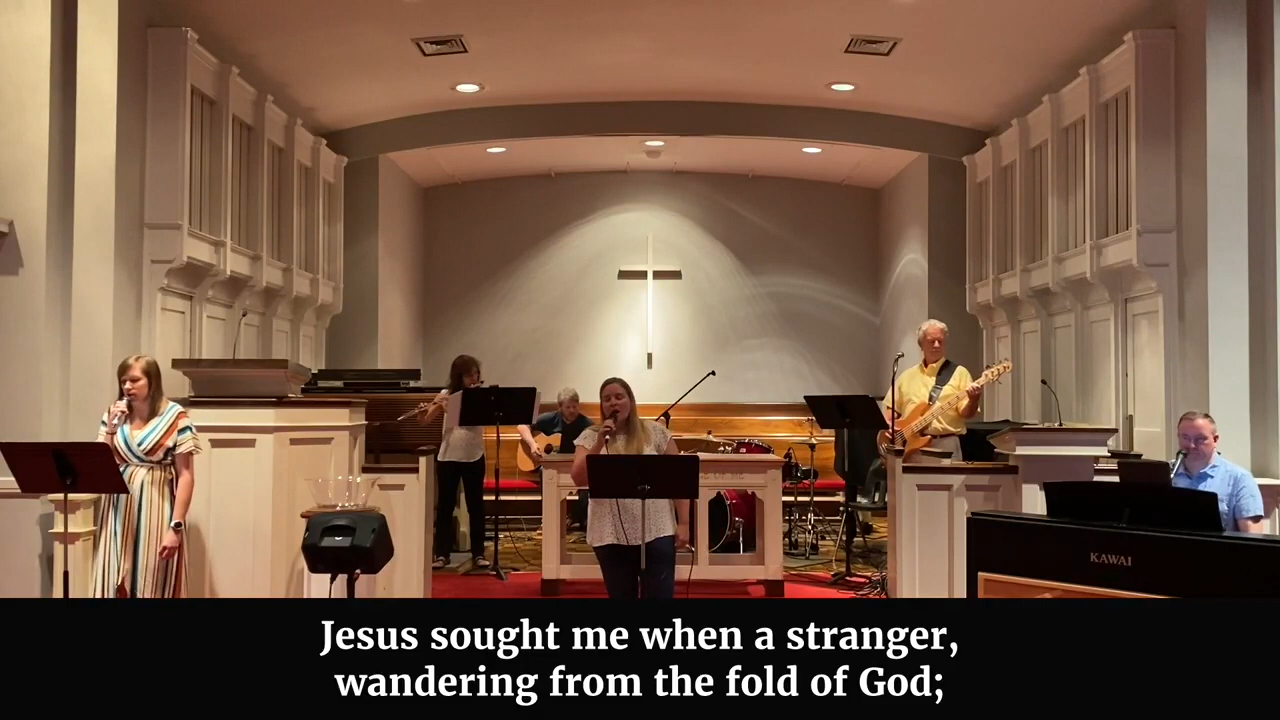 KAWAI
Jesus sought me when a stranger,
wandering from the fold of God;